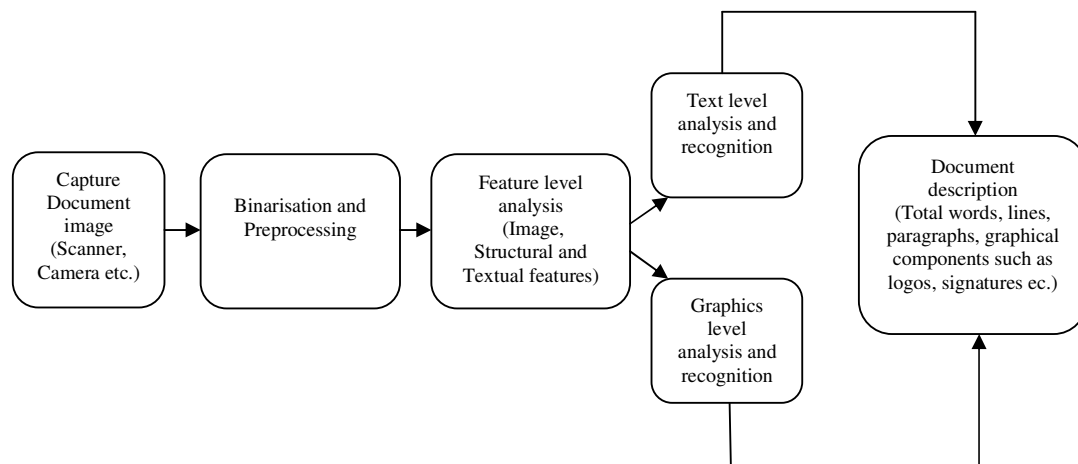 Capture
Document
image
(Scanner,
Camera etc.)
Binarisation and
Preprocessing
Feature level
analysis
(Image,
Structural and
Textual features)
Text level
analysis and
recognition
Graphics
level
analysis and
recognition
Document
description
(Total words, lines,
paragraphs, graphical
components such as
logos, signatures ec.)